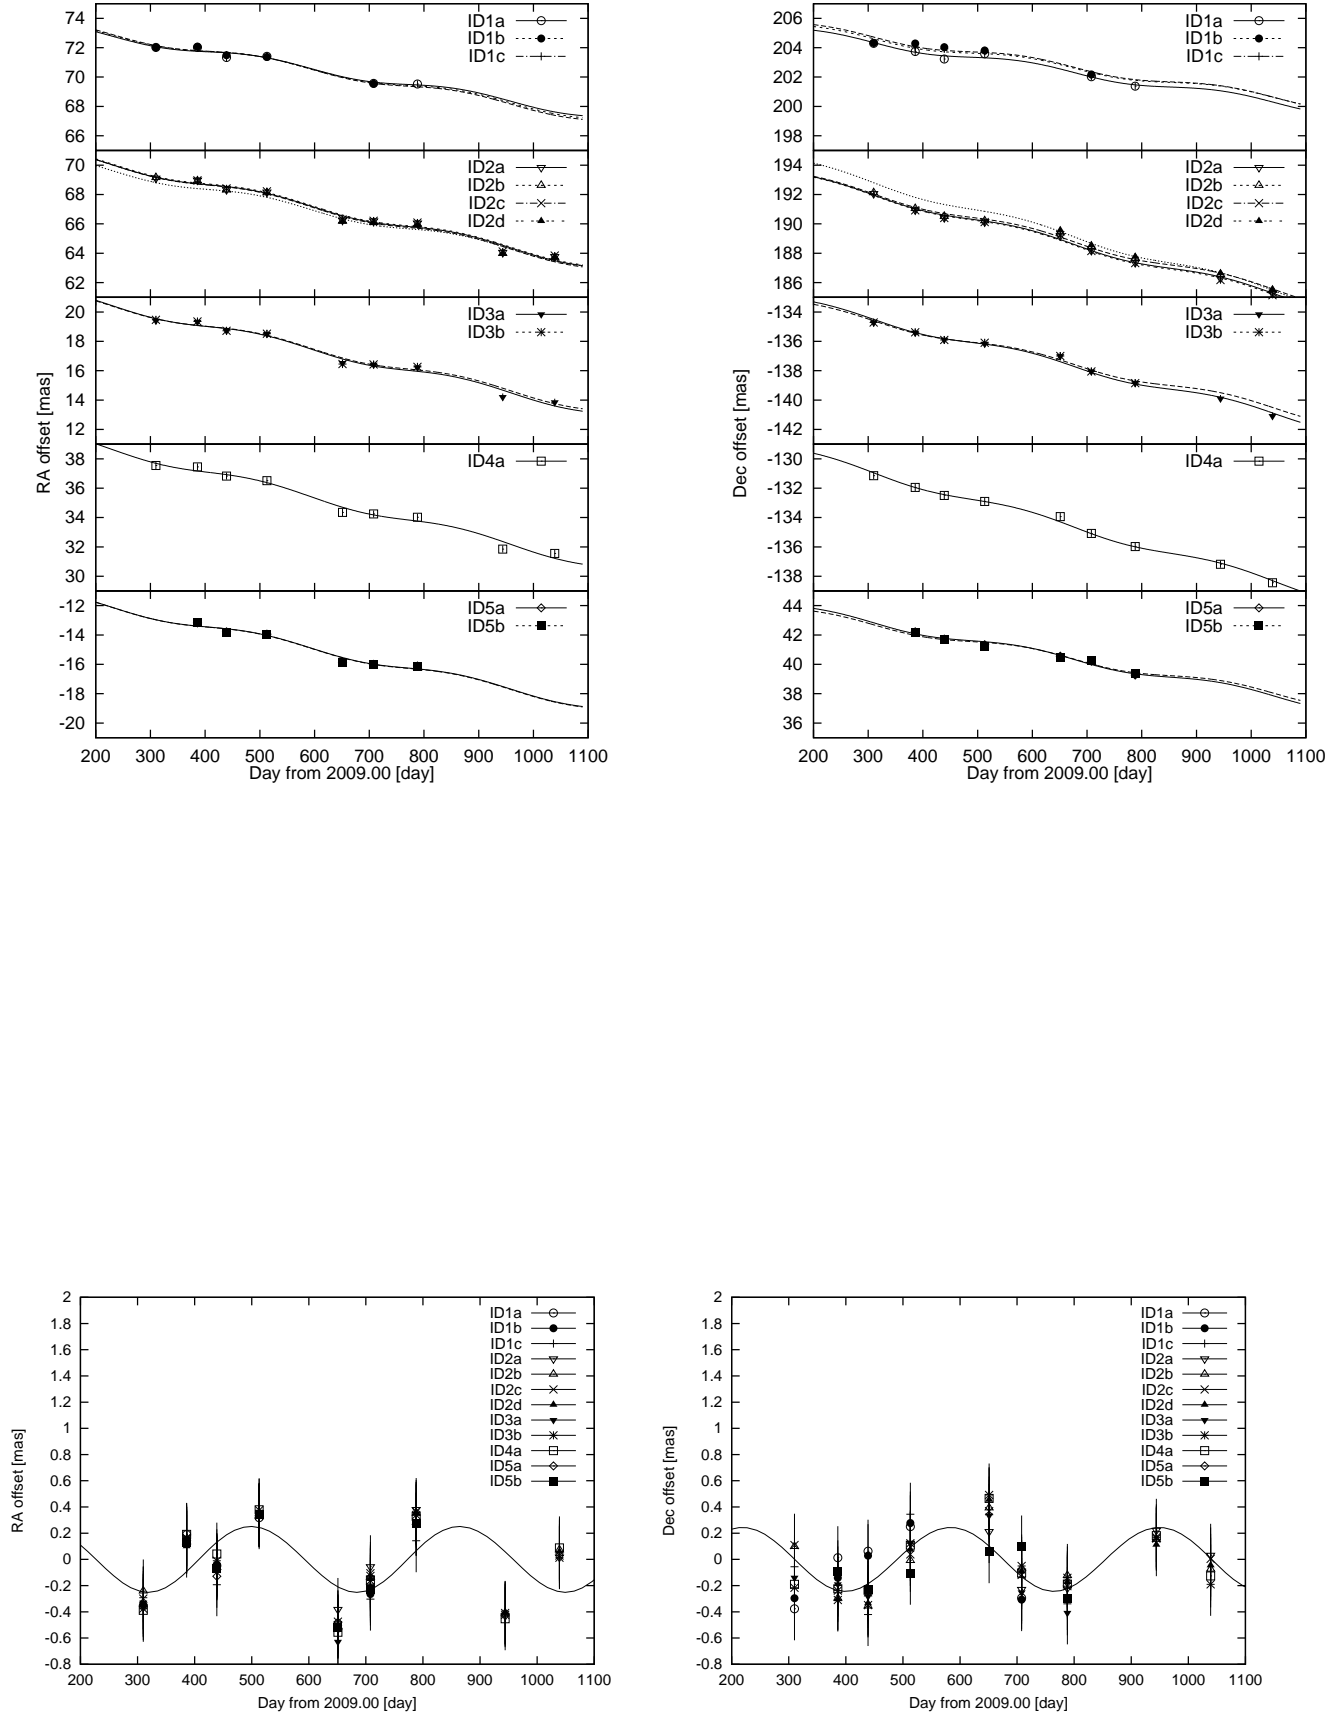 74
72
70
68
66
ID1a
ID1b
ID1c
70
68
66
64
62
ID2a
ID2b
ID2c
ID2d
20
18
16
14
12
ID3a
ID3b
38
36
34
32
30
ID4a
-12
-14
-16
-18
-20
ID5a
ID5b
RA offset [mas]
200 300 400 500 600 700 800 900 1000 1100
Day from 2009.00 [day]
206
204
202
200
198
ID1a
ID1b
ID1c
194
192
190
188
186
ID2a
ID2b
ID2c
ID2d
-134
-136
-138
-140
-142
ID3a
ID3b
-130
-132
-134
-136
-138
ID4a
44
42
40
38
36
ID5a
ID5b
Dec offset [mas]
200 300 400 500 600 700 800 900 1000 1100
Day from 2009.00 [day]
2
1.8
1.6
1.4
1.2
1
0.8
0.6
0.4
0.2
0
-0.2
-0.4
-0.6
-0.8
RA offset [mas]
ID1a
ID1b
ID1c
ID2a
ID2b
ID2c
ID2d
ID3a
ID3b
ID4a
ID5a
ID5b
200 300 400 500 600 700 800 900 1000 1100
Day from 2009.00 [day]
2
1.8
1.6
1.4
1.2
1
0.8
0.6
0.4
0.2
0
-0.2
-0.4
-0.6
-0.8
Dec offset [mas]
ID1a
ID1b
ID1c
ID2a
ID2b
ID2c
ID2d
ID3a
ID3b
ID4a
ID5a
ID5b
200 300 400 500 600 700 800 900 1000 1100
Day from 2009.00 [day]